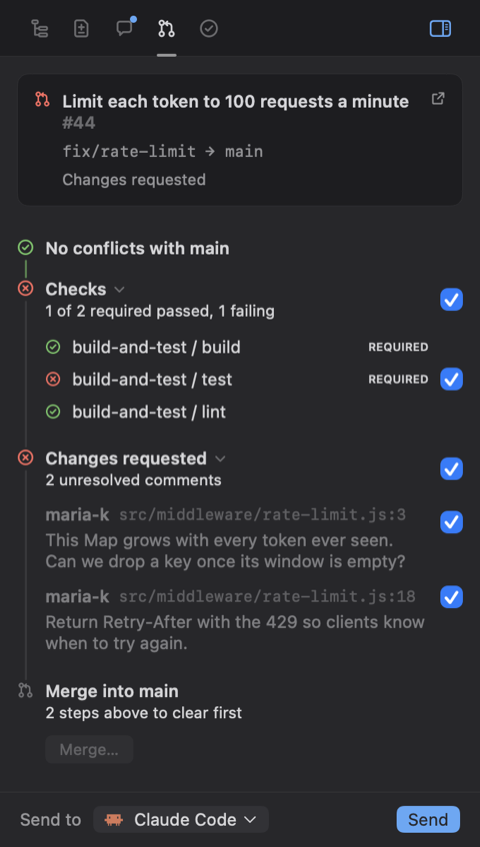 Limit each token to 100 requests a minute
#44
fix/rate-limit → main
Changes requested
No conflicts with main
Checks
1 of 2 required passed, 1 failing
build-and-test / build REQUIRED
build-and-test / test REQUIRED
build-and-test / lint
Changes requested
2 unresolved comments
maria-k src/middleware/rate-limit.js:3
This Map grows with every token ever seen.
Can we drop a key once its window is empty?
maria-k src/middleware/rate-limit.js:18
Return Retry-After with the 429 so clients know
when to try again.
Merge into main
2 steps above to clear first
Merge...
Send to Claude Code Send